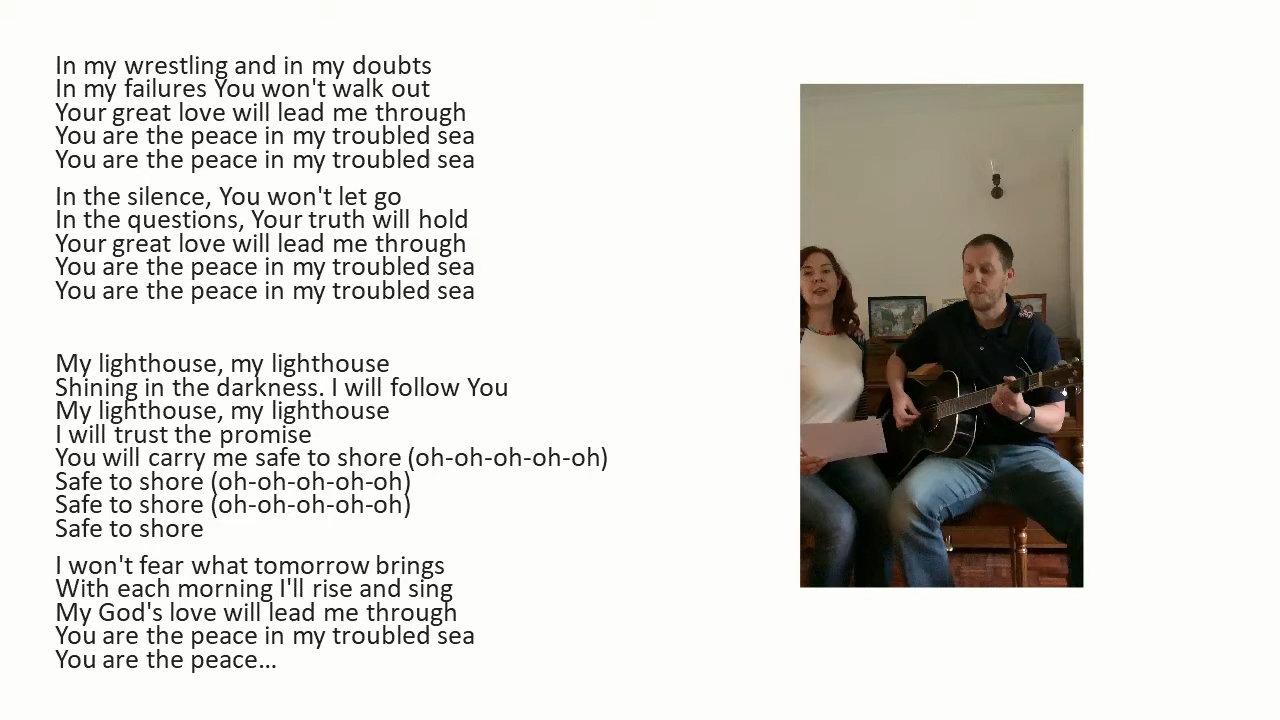 In my wrestling and in my doubts
In my failures You won't walk out
Your great love will lead me through
You are the peace in my troubled sea
You are the peace in my troubled sea
In the silence, You won't let go
In the questions, Your truth will hold
Your great love will lead me through
You are the peace in my troubled sea
You are the peace in my troubled sea
My lighthouse, my lighthouse
Shining in the darkness. I will follow You
My lighthouse, my lighthouse
I will trust the promise
You will carry me safe to shore (oh-oh-oh-oh-oh)
Safe to shore (oh-oh-oh-oh-oh)
Safe to shore (oh-oh-oh-oh-oh)
Safe to shore
I won't fear what tomorrow brings
With each morning I'll rise and sing
My God's love will lead me through
You are the peace in my troubled sea
You are the peace...